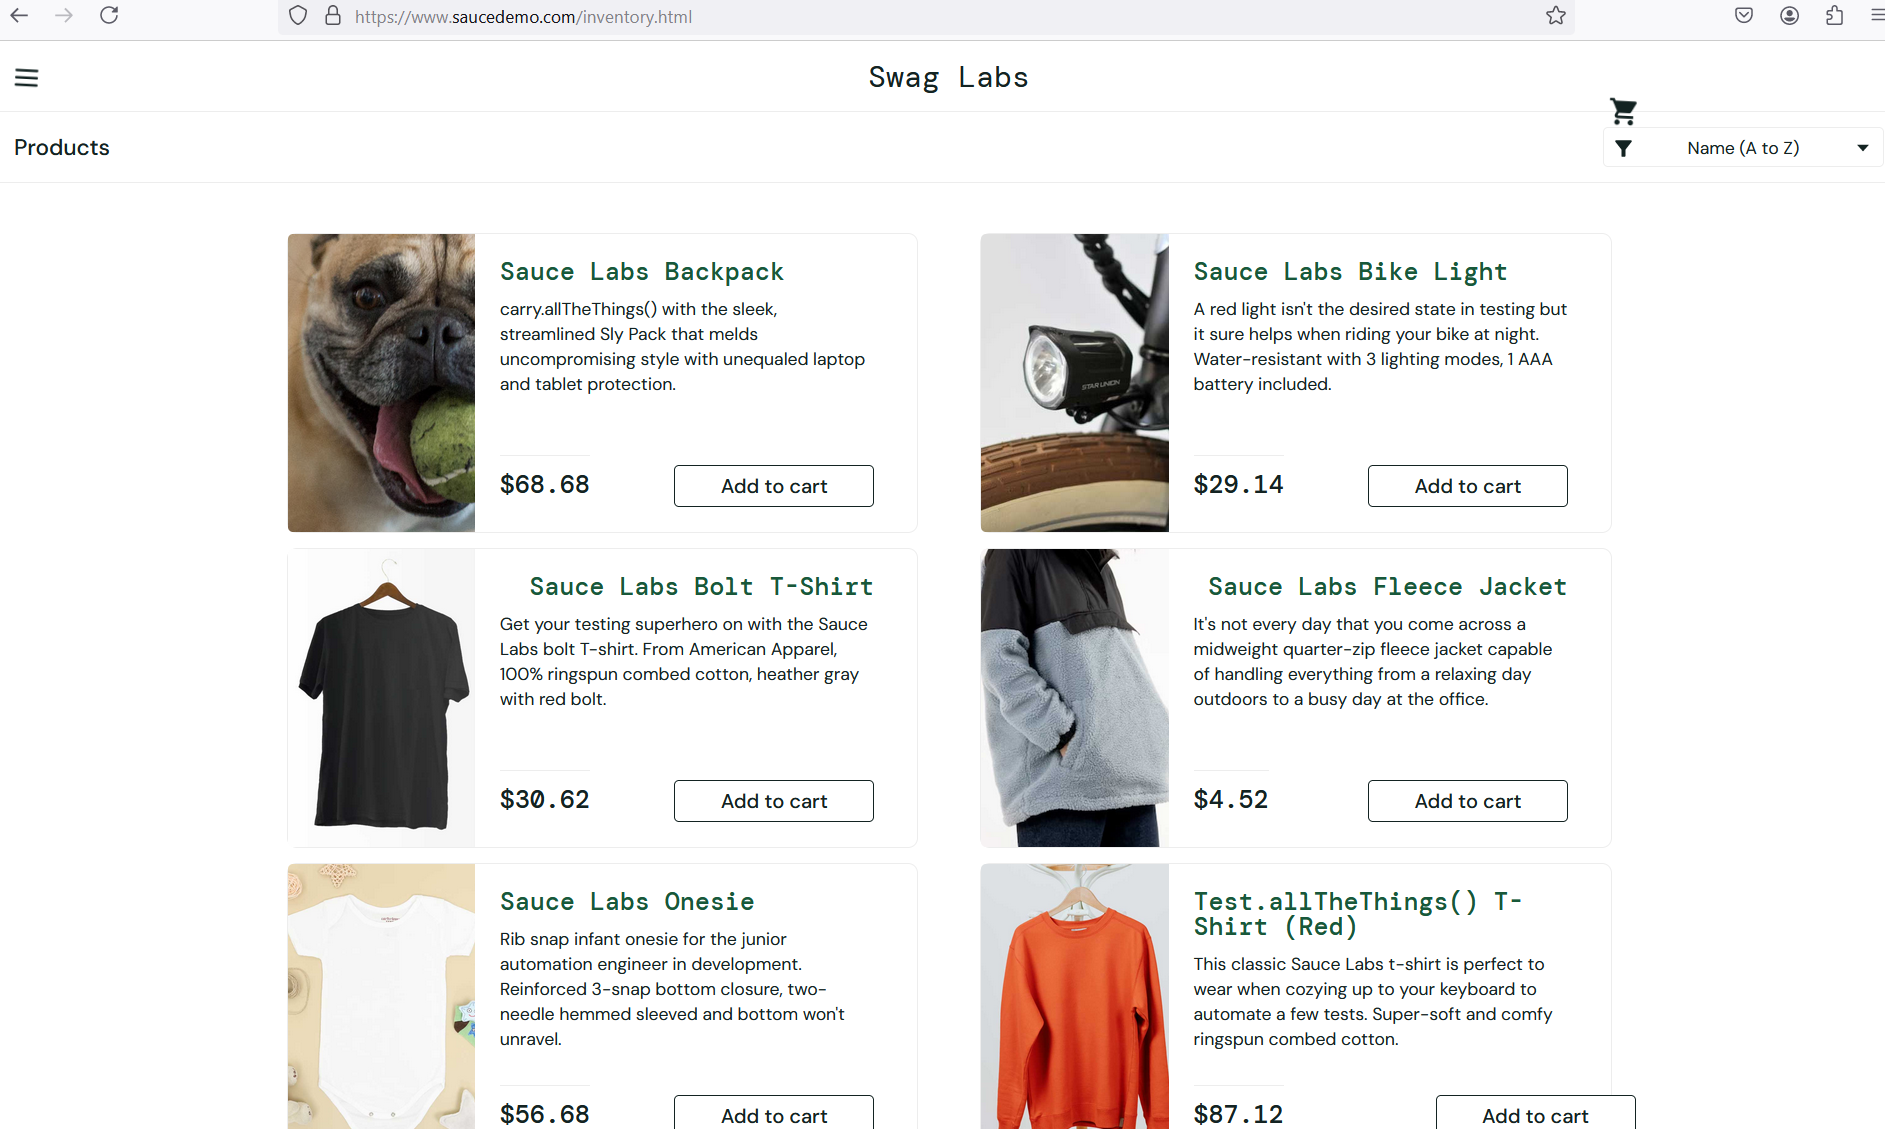 https://www.saucedemo.com/inventory.html
Swag Labs
Products
Name (A to Z)
Sauce Labs Backpack
carry.allTheThings() with the sleek,
streamlined Sly Pack that melds
uncompromising style with unequaled laptop
and tablet protection.
$68.68
Add to cart
Sauce Labs Bike Light
A red light isn't the desired state in testing but
it sure helps when riding your bike at night.
Water-resistant with 3 lighting modes, 1 AAA
battery included.
STAR UNION
$29.14
Add to cart
Sauce Labs Bolt T-Shirt
Get your testing superhero on with the Sauce
Labs bolt T-shirt. From American Apparel,
100% ringspun combed cotton, heather gray
with red bolt.
$30.62
Add to cart
Sauce Labs Fleece Jacket
It's not every day that you come across a
midweight quarter-zip fleece jacket capable
of handling everything from a relaxing day
outdoors to a busy day at the office.
$4.52
Add to cart
Sauce Labs Onesie
Rib snap infant onesie for the junior
automation engineer in development.
Reinforced 3-snap bottom closure, two-
needle hemmed sleeved and bottom won't
unravel.
$56.68
Add to cart
Test.allTheThings() T-
Shirt (Red)
This classic Sauce Labs t-shirt is perfect to
wear when cozying up to your keyboard to
automate a few tests. Super-soft and comfy
ringspun combed cotton.
$87.12
Add to cart